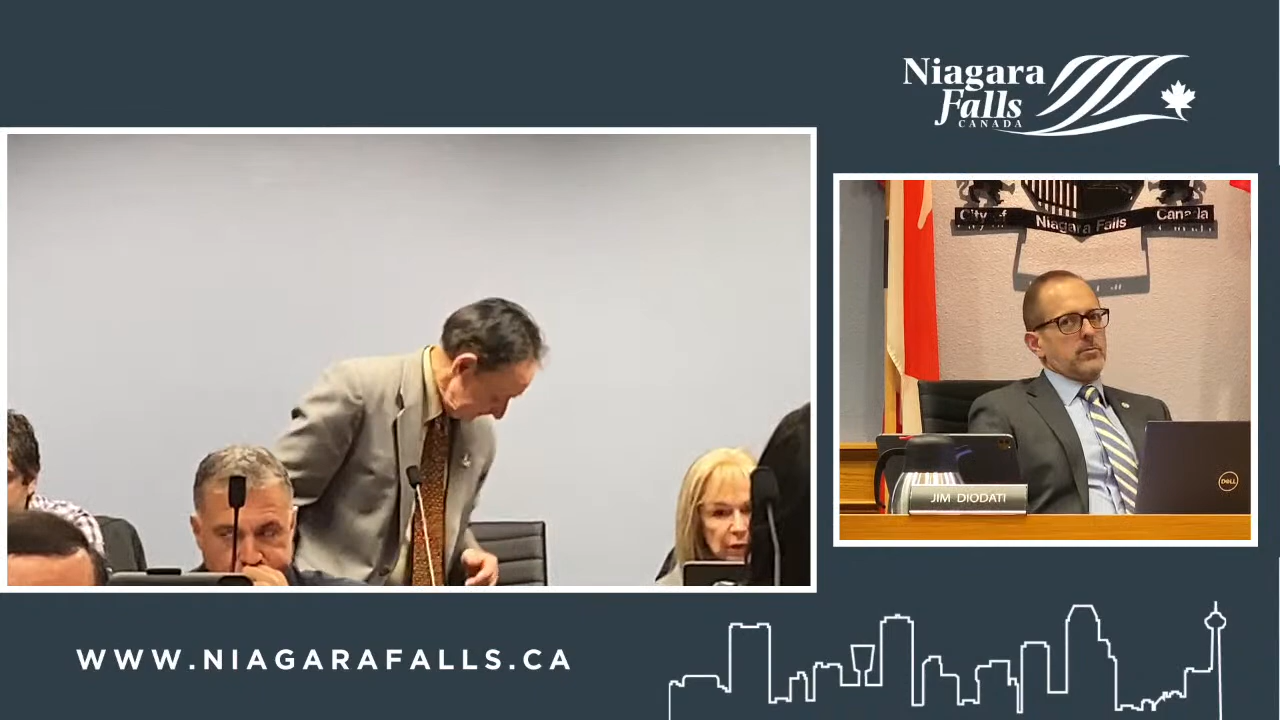 Niagara
Falls
CANADA
City of Niagara Falls Canada
JIM DIODATI
DELL
WWW.NIAGARAFALLS.CA